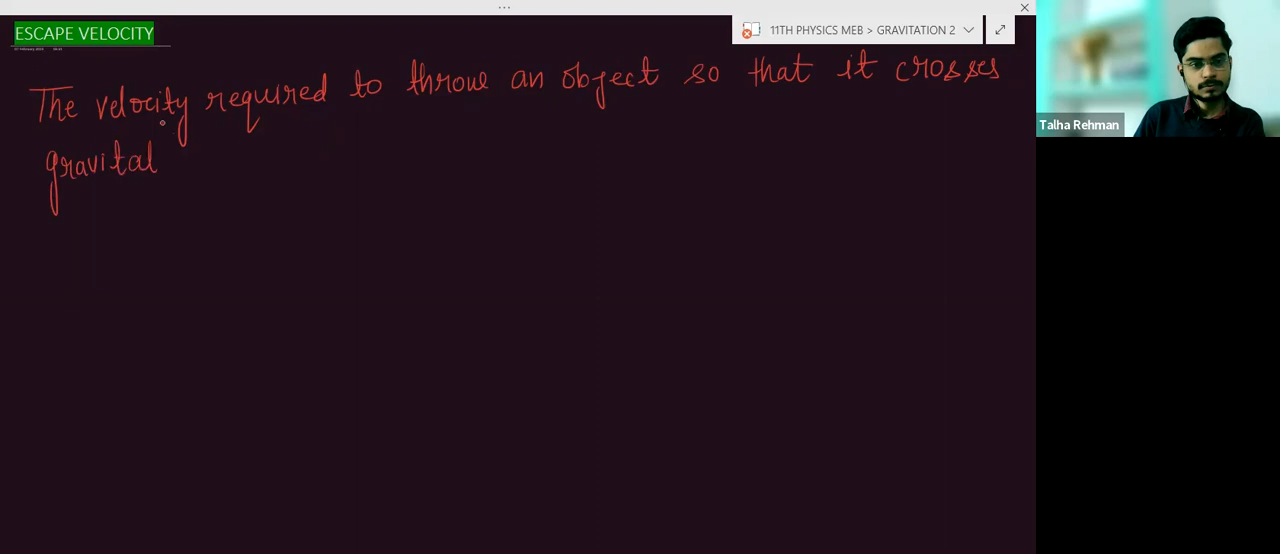 ESCAPE VELOCITY
11TH PHYSICS MEB > GRAVITATION 2
The velocity required to throw an object so that it crosses
gravital
Talha Rehman